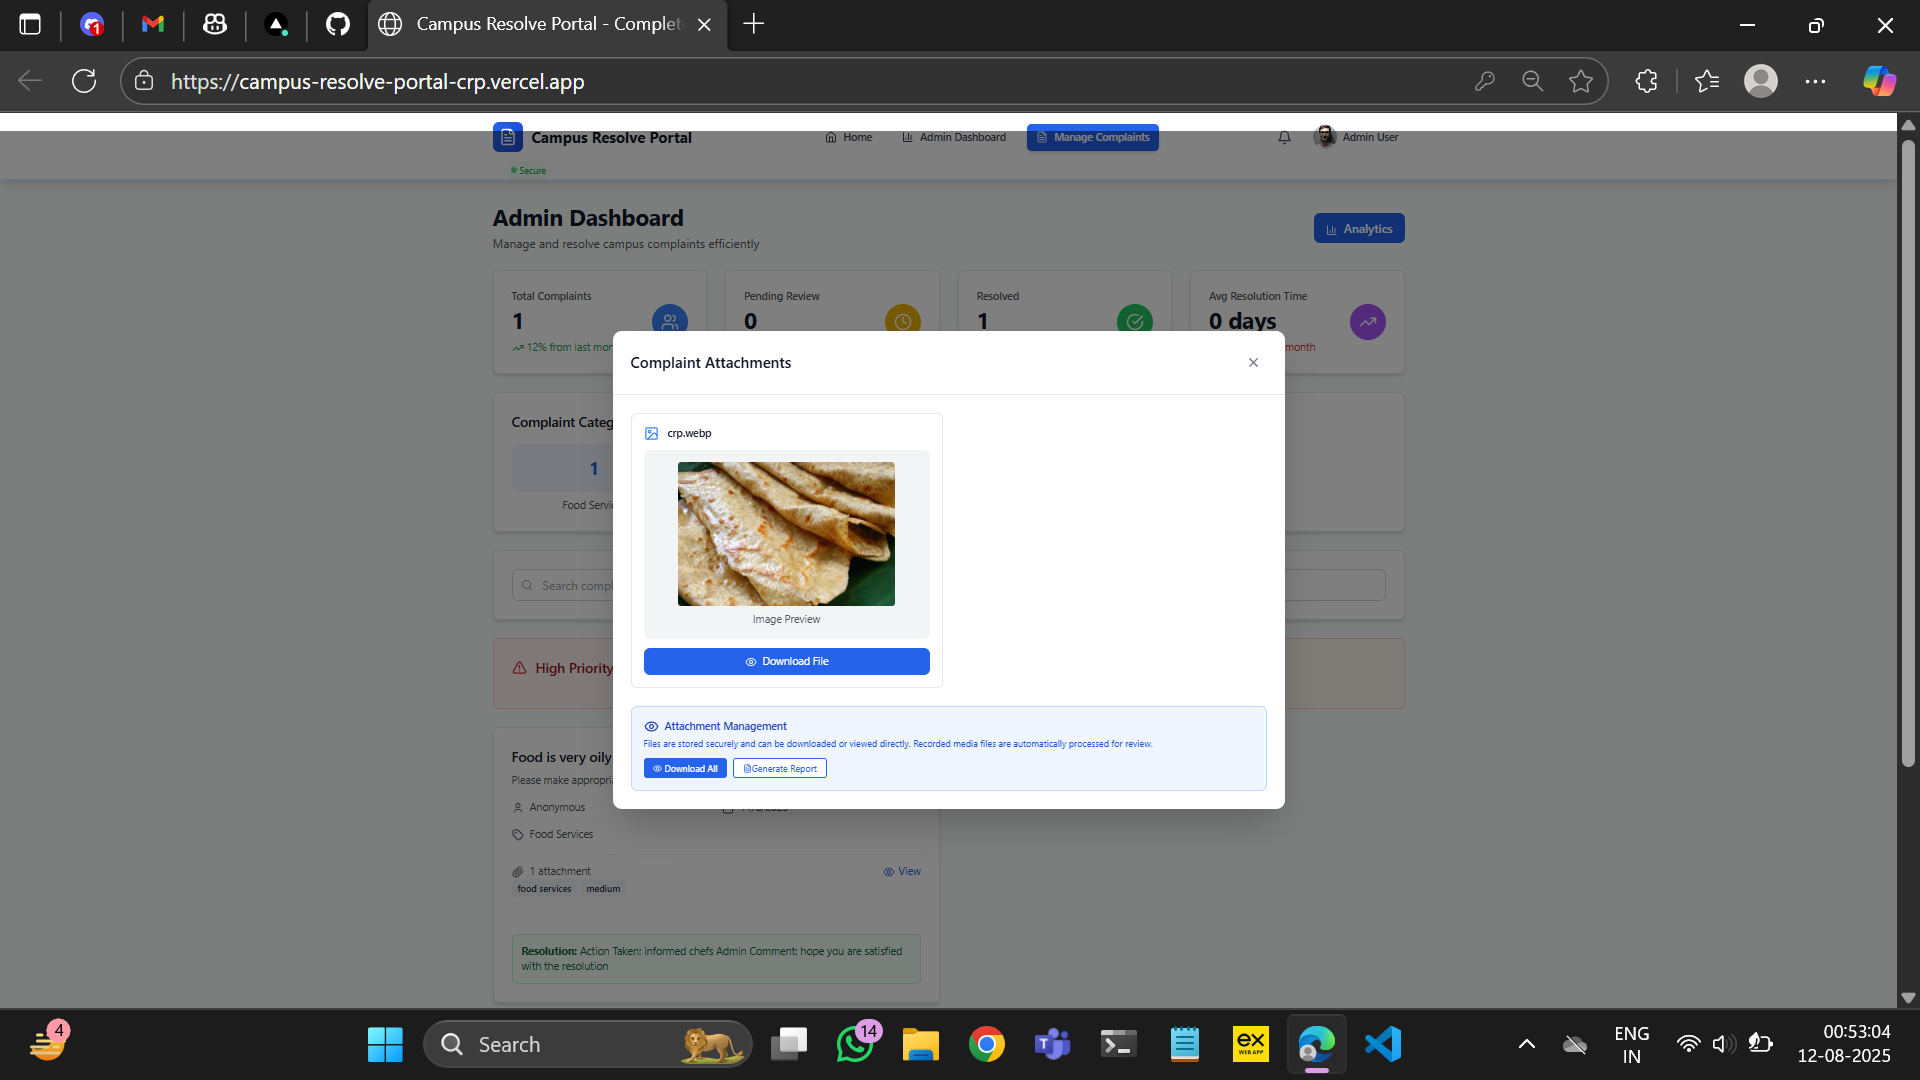 1
Campus Resolve Portal - Complet
https://campus-resolve-portal-crp.vercel.app
Campus Resolve Portal
Home
Admin Dashboard
Manage Complaints
Admin User
Secure
Admin Dashboard
Manage and resolve campus complaints efficiently
Analytics
Total Complaints
1
12% from last mon
Pending Review
0
Resolved
1
Avg Resolution Time
0 days
month
Complaint Categ
1
Food Servic
Search compl
High Priority
Complaint Attachments
crp.webp
Image Preview
Download File
Attachment Management
Files are stored securely and can be downloaded or viewed directly. Recorded media files are automatically processed for review.
Download All
Generate Report
Food is very oily
Please make appropria
Anonymous
Food Services
1 attachment
View
food services
medium
Resolution: Action Taken: informed chefs Admin Comment: hope you are satisfied
with the resolution
4
Search
14
EX
WEB APP
ENG
IN
00:53:04
12-08-2025